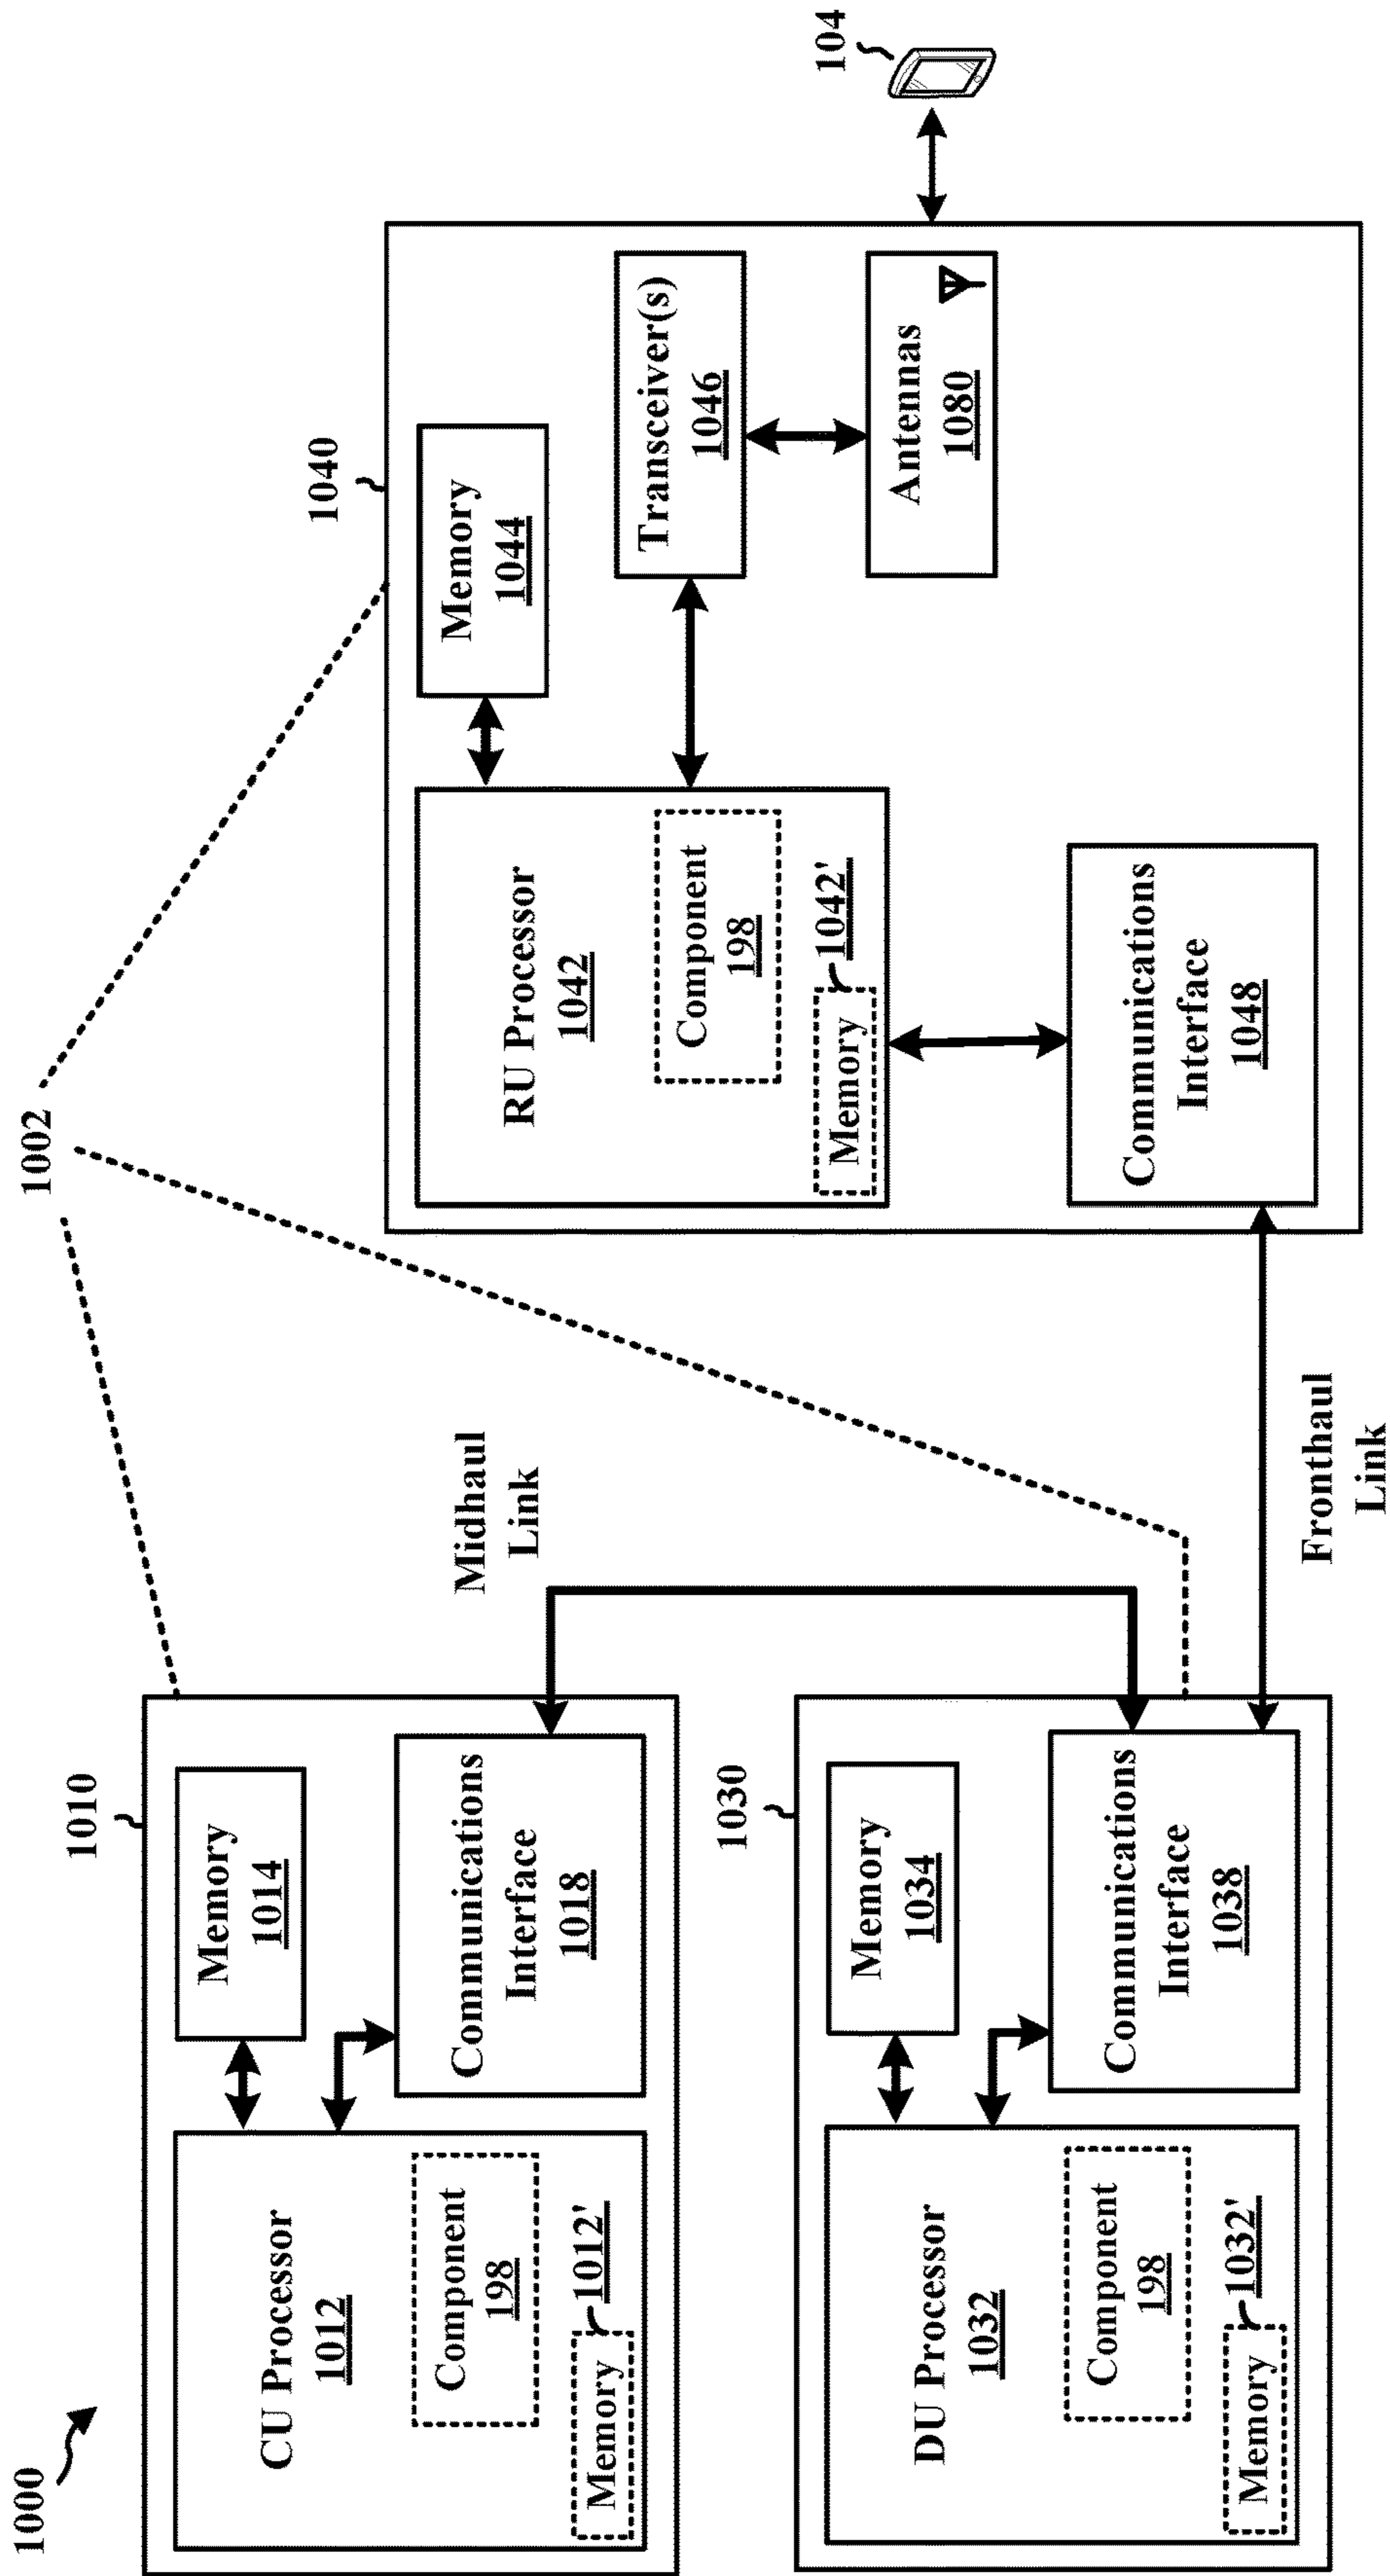 1000
1002
1010
CU Processor
1012
Component
198
Memory
1012'
Memory
1014
Communications
Interface
1018
Midhaul
Link
1030
DU Processor
1032
Component
198
Memory
1032'
Memory
1034
Communications
Interface
1038
Fronthaul
Link
1040
RU Processor
1042
Component
198
Memory
1042'
Memory
1044
Transceiver(s)
1046
Antennas
1080
Communications
Interface
1048
104